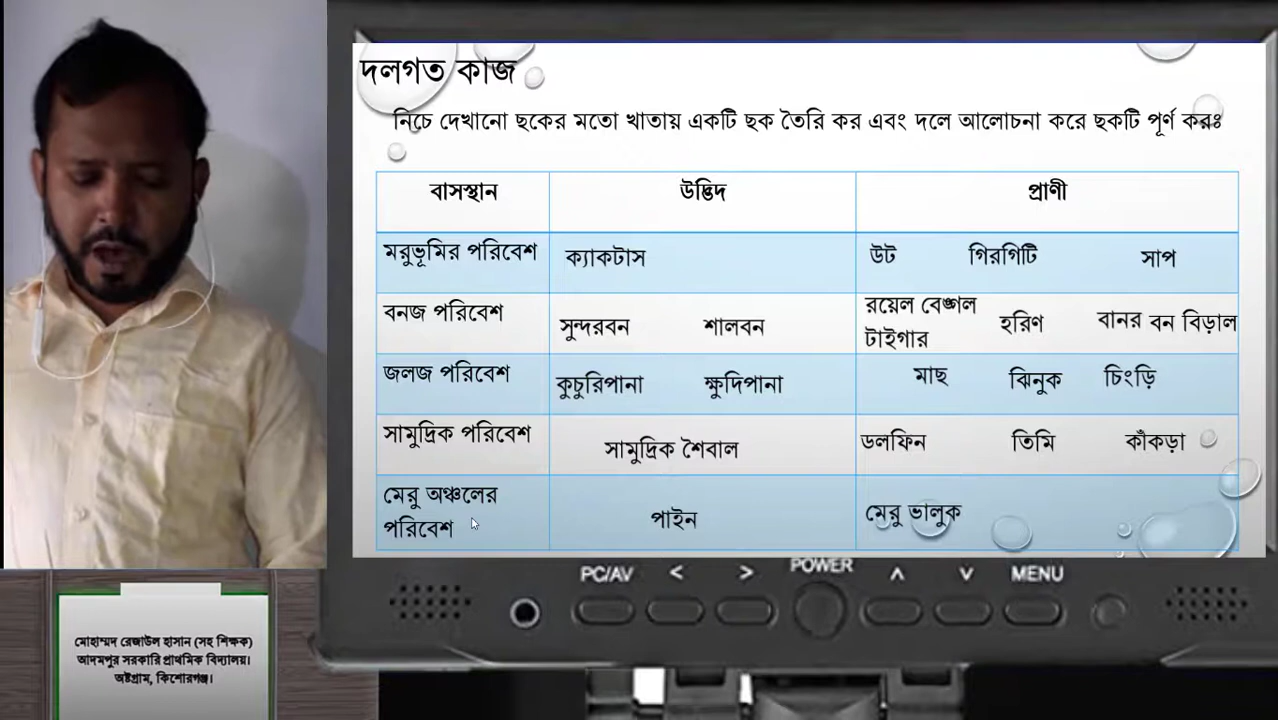 দলগত কাজ
নিচে দেখানো ছকের মতো খাতায় একটি ছক তৈরি কর এবং দলে আলোচনা করে ছকটি পূর্ণ করঃ
বাসস্থান উদ্ভিদ প্রাণী
মরুভূমির পরিবেশ ক্যাকটাস উট গিরগিটি সাপ
বনজ পরিবেশ সুন্দরবন শালবন রয়েল বেঙ্গল টাইগার হরিণ বানর বন বিড়াল
জলজ পরিবেশ কুচুরিপানা ক্ষুদিপানা মাছ ঝিনুক চিংড়ি
সামুদ্রিক পরিবেশ সামুদ্রিক শৈবাল ডলফিন তিমি কাঁকড়া
মেরু অঞ্চলের পরিবেশ পাইন মেরু ভালুক
PC/AV < > POWER ˄ ˅ MENU
মোহাম্মদ রেজাউল হাসান (সহ শিক্ষক)
আদমপুর সরকারি প্রাথমিক বিদ্যালয়।
অষ্টগ্রাম, কিশোরগঞ্জ।